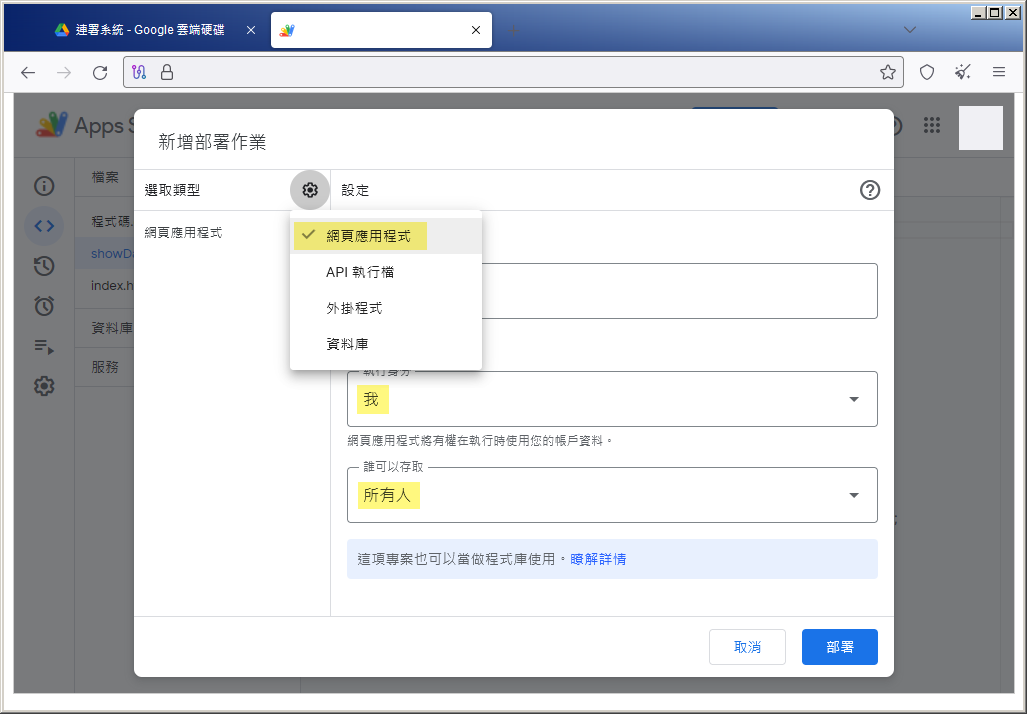 連署系統 - Google 雲端硬碟
Apps S
新增部署作業
檔案
選取類型
設定
程式碼.
網頁應用程式
網頁應用程式
showDa
API 執行檔
index.h
外掛程式
資料庫
資料庫
服務
執行身分
我
網頁應用程式將有權在執行時使用您的帳戶資料。
誰可以存取
所有人
這項專案也可以當做程式庫使用。瞭解詳情
取消
部署